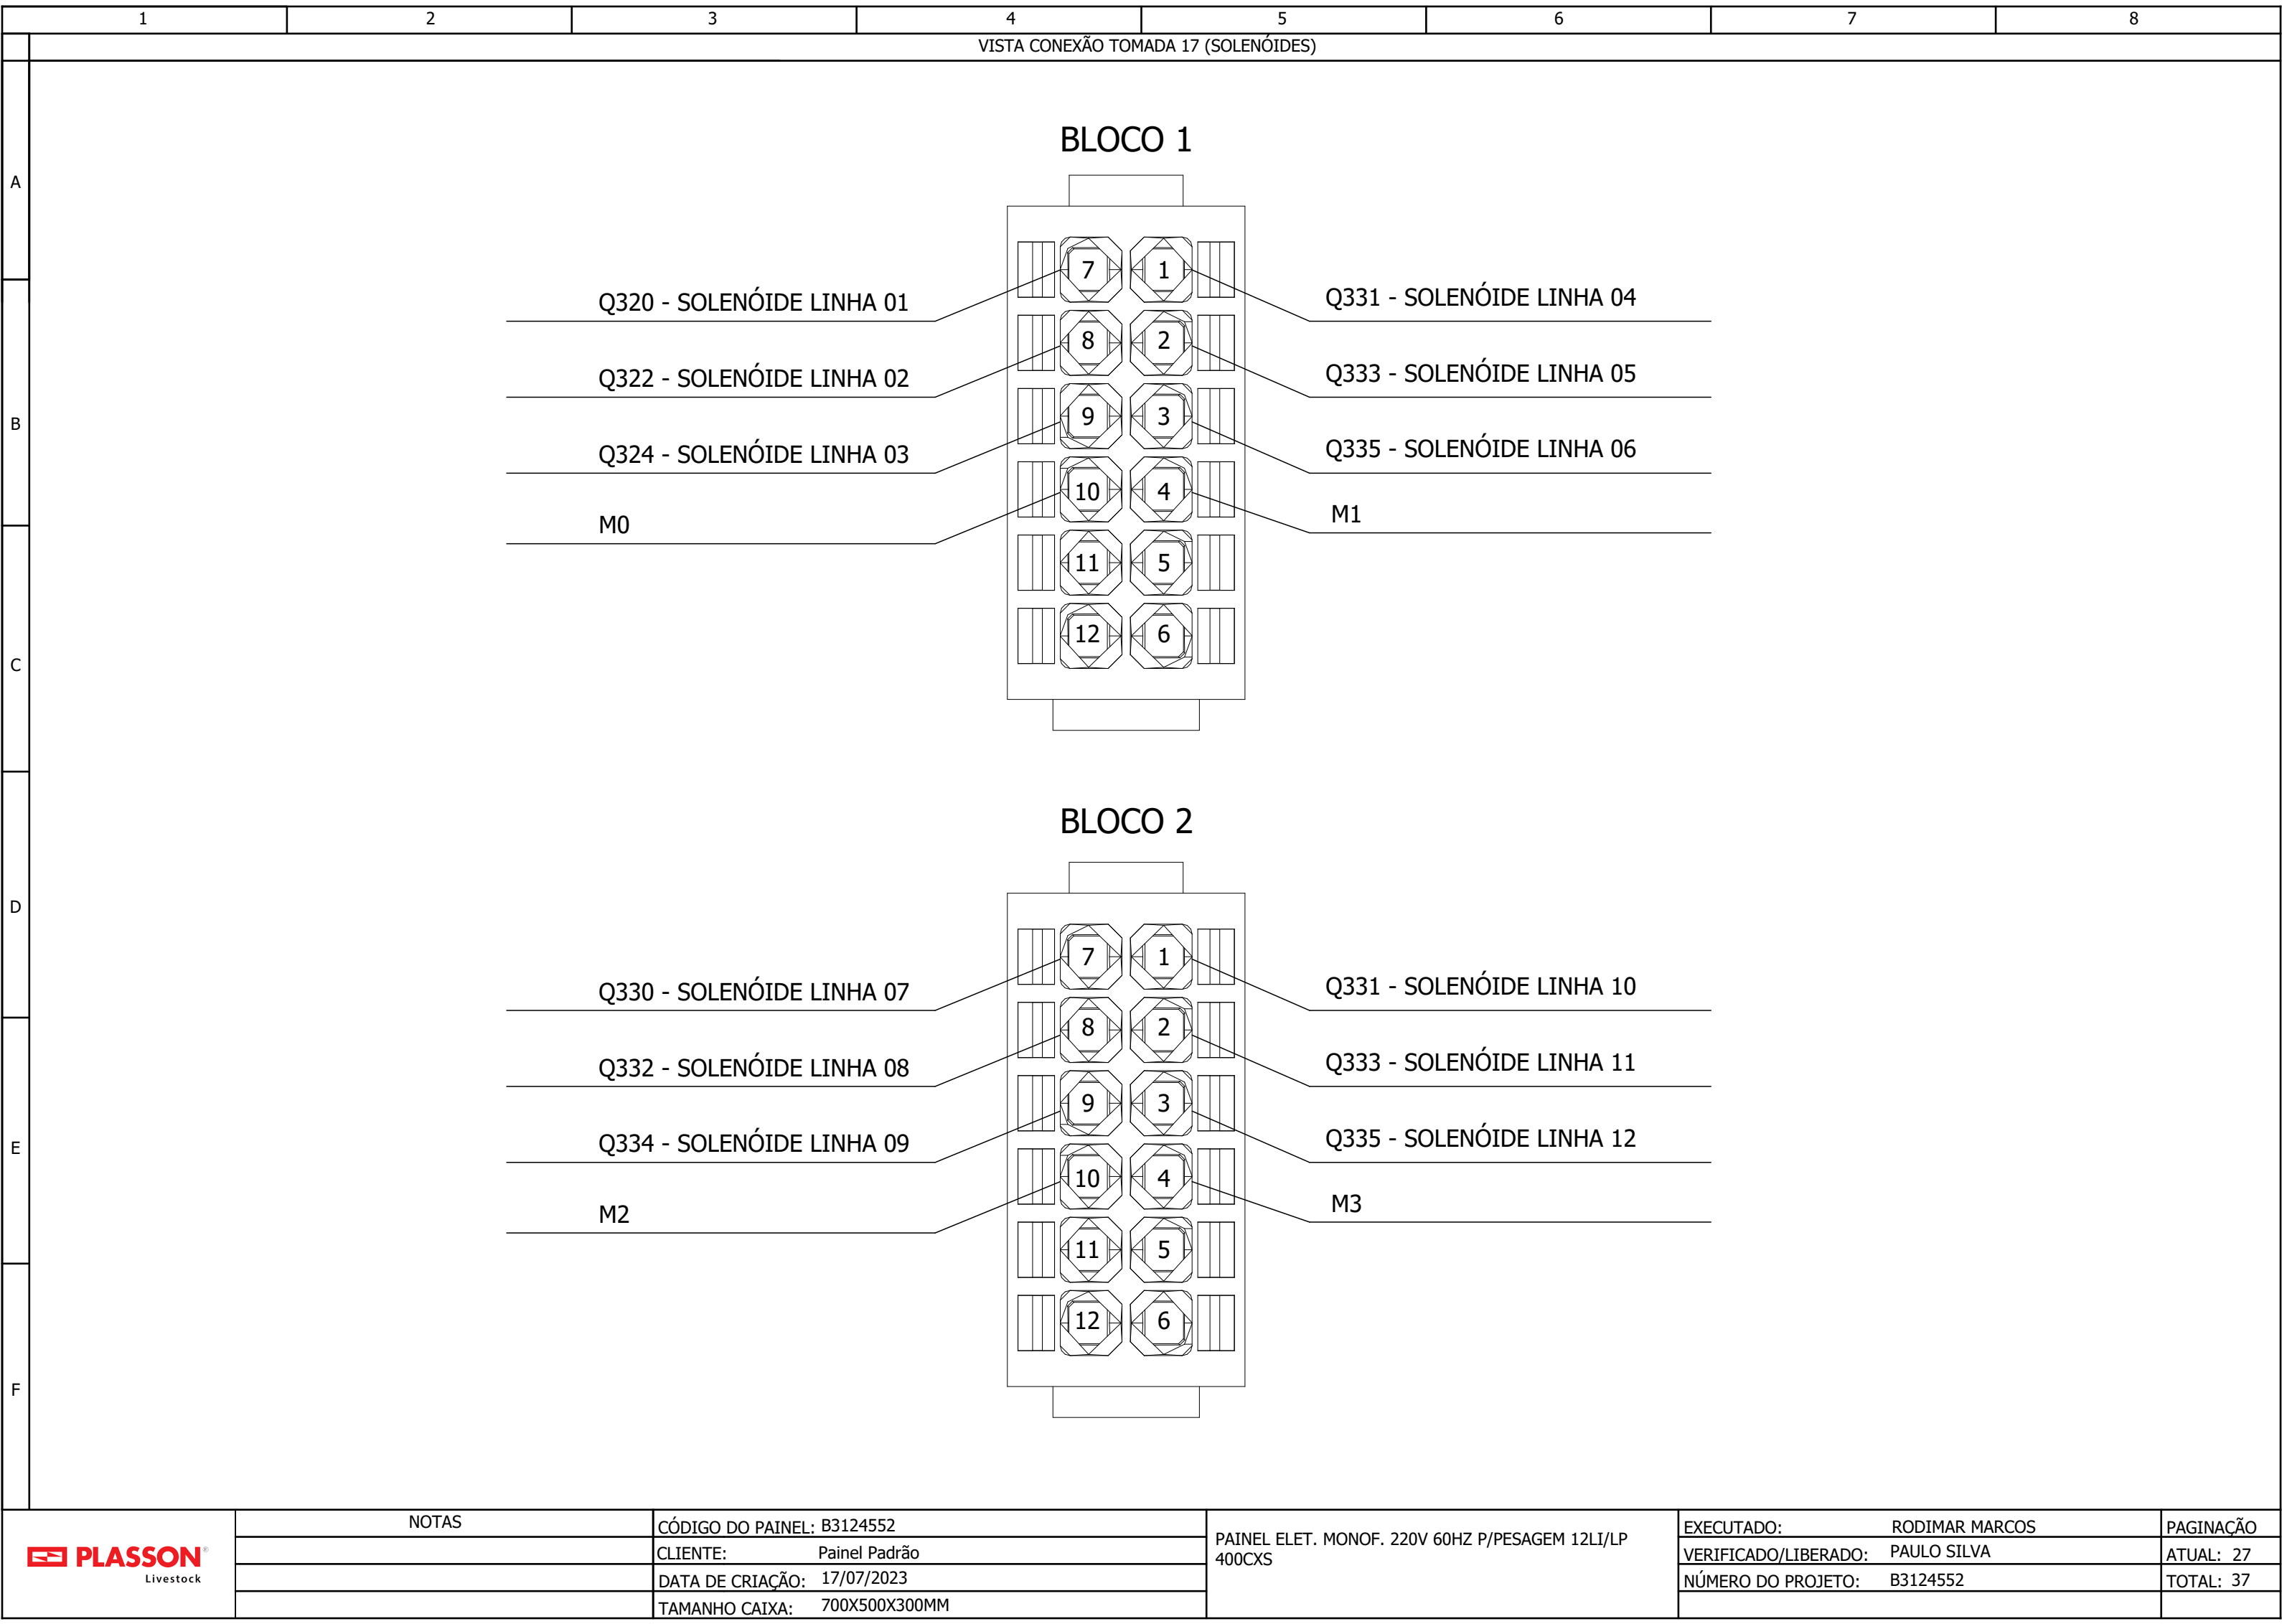 1 2 3 4 5 6 7 8
VISTA CONEXÃO TOMADA 17 (SOLENÓIDES)
A
B
C
D
E
F
BLOCO 1
7 1
Q320 - SOLENÓIDE LINHA 01
Q331 - SOLENÓIDE LINHA 04
8 2
Q322 - SOLENÓIDE LINHA 02
Q333 - SOLENÓIDE LINHA 05
9 3
Q324 - SOLENÓIDE LINHA 03
Q335 - SOLENÓIDE LINHA 06
10 4
M0
M1
11 5
12 6
BLOCO 2
7 1
Q330 - SOLENÓIDE LINHA 07
Q331 - SOLENÓIDE LINHA 10
8 2
Q332 - SOLENÓIDE LINHA 08
Q333 - SOLENÓIDE LINHA 11
9 3
Q334 - SOLENÓIDE LINHA 09
Q335 - SOLENÓIDE LINHA 12
10 4
M2
M3
11 5
12 6
PLASSON®
Livestock
NOTAS
CÓDIGO DO PAINEL: B3124552
CLIENTE: Painel Padrão
DATA DE CRIAÇÃO: 17/07/2023
TAMANHO CAIXA: 700X500X300MM
PAINEL ELET. MONOF. 220V 60HZ P/PESAGEM 12LI/LP
400CXS
EXECUTADO: RODIMAR MARCOS
VERIFICADO/LIBERADO: PAULO SILVA
NÚMERO DO PROJETO: B3124552
PAGINAÇÃO
ATUAL: 27
TOTAL: 37